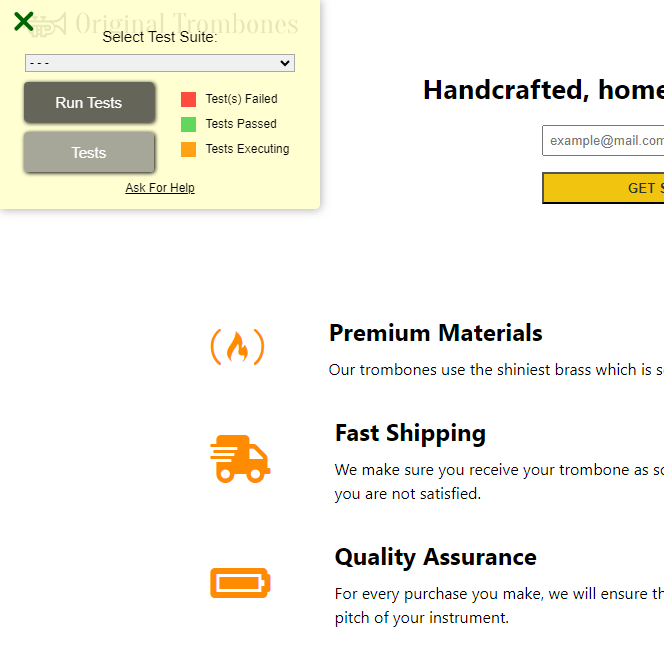 Original Trombones
Select Test Suite:
- - -
Run Tests
Test(s) Failed
Tests Passed
Tests
Tests Executing
Ask For Help
Handcrafted, home
example@mail.com
GET S
Premium Materials
Our trombones use the shiniest brass which is s
Fast Shipping
We make sure you receive your trombone as so
you are not satisfied.
Quality Assurance
For every purchase you make, we will ensure th
pitch of your instrument.